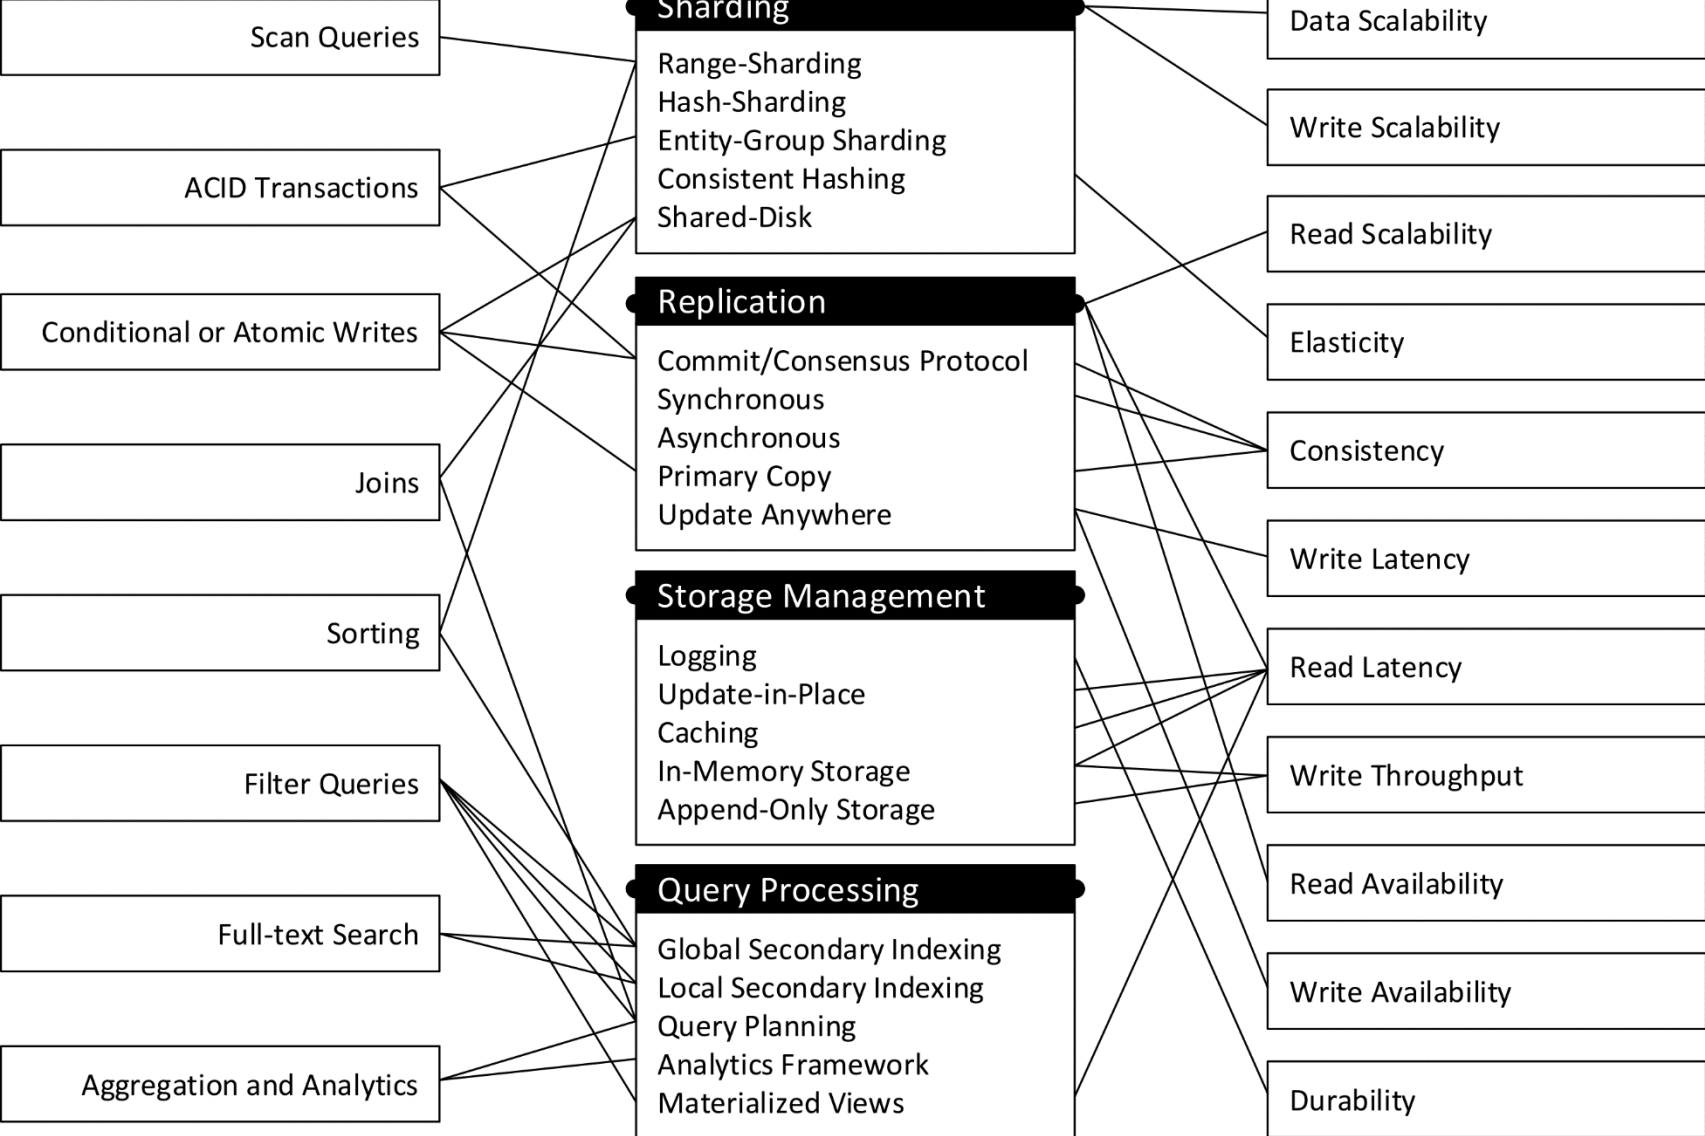 Scan Queries
ACID Transactions
Conditional or Atomic Writes
Joins
Sorting
Filter Queries
Full-text Search
Aggregation and Analytics
Sharding
Range-Sharding
Hash-Sharding
Entity-Group Sharding
Consistent Hashing
Shared-Disk
Replication
Commit/Consensus Protocol
Synchronous
Asynchronous
Primary Copy
Update Anywhere
Storage Management
Logging
Update-in-Place
Caching
In-Memory Storage
Append-Only Storage
Query Processing
Global Secondary Indexing
Local Secondary Indexing
Query Planning
Analytics Framework
Materialized Views
Data Scalability
Write Scalability
Read Scalability
Elasticity
Consistency
Write Latency
Read Latency
Write Throughput
Read Availability
Write Availability
Durability